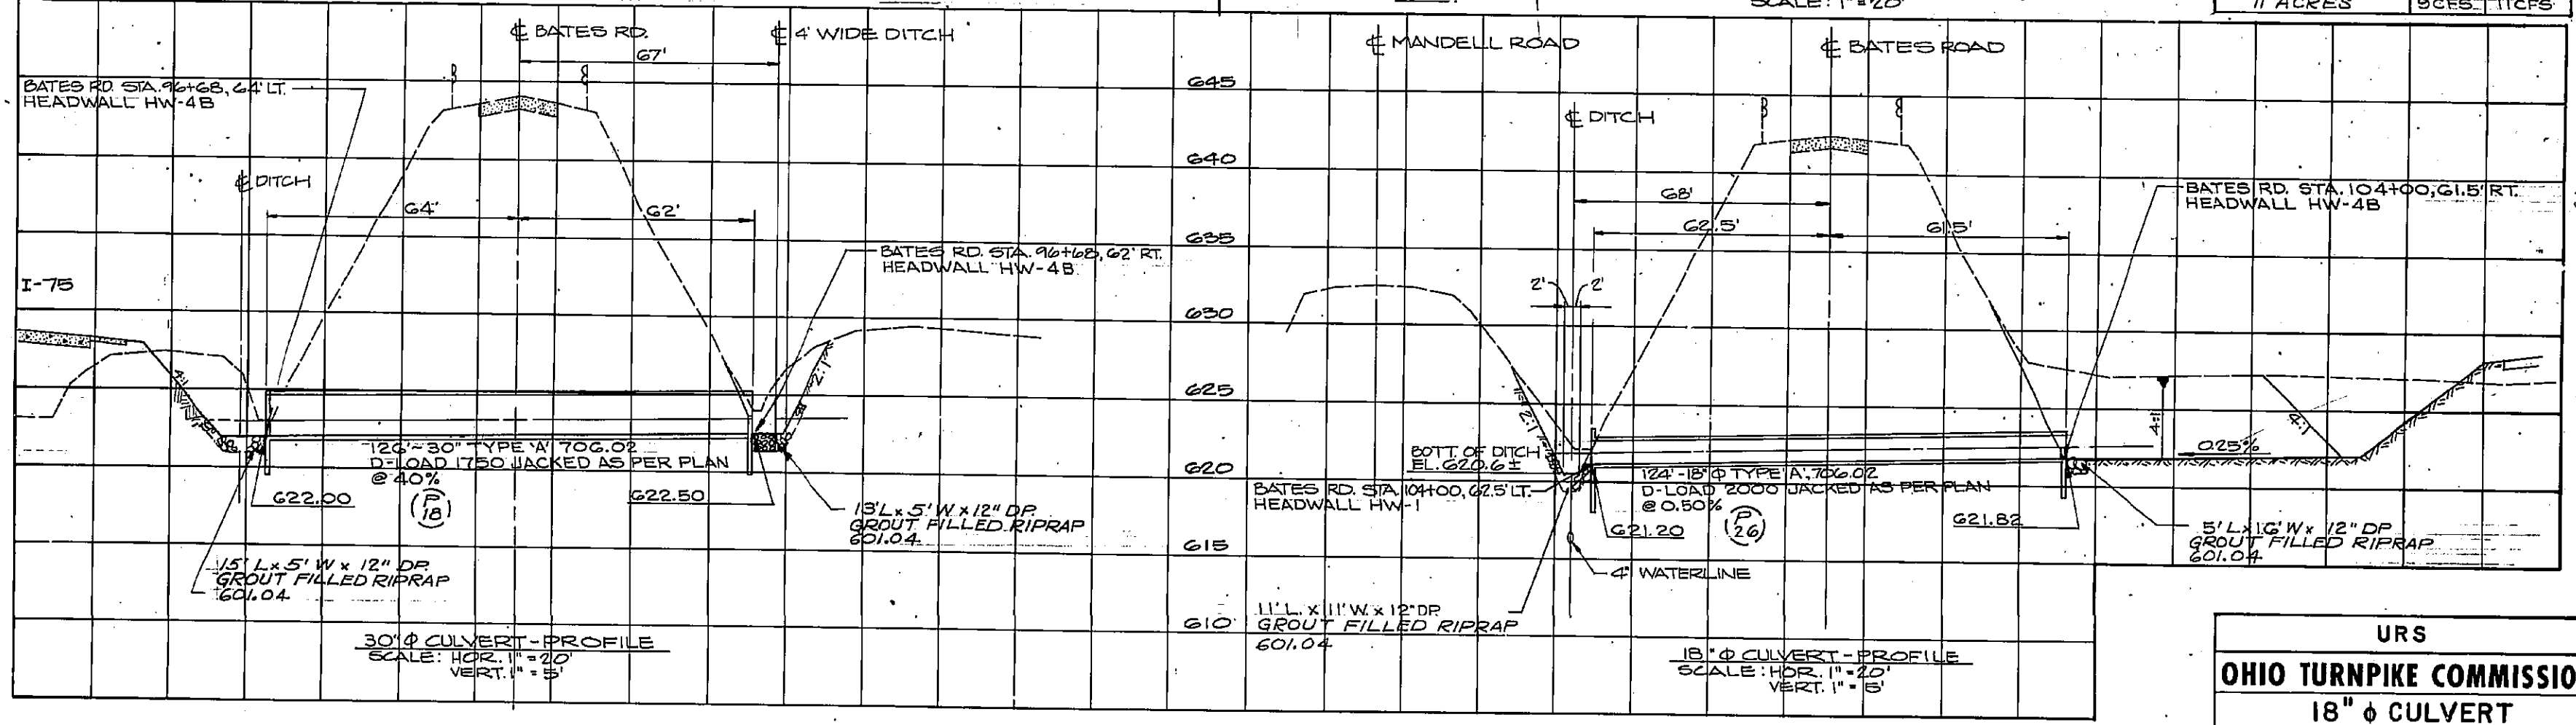 SCALE: 1"=20'
11 ACRES 9CFS 11CFS
℄ BATES RD.
℄ 4' WIDE DITCH
67'
BATES RD. STA. 96+68, 64' LT.
HEADWALL HW-4B
℄ DITCH
64'
62'
BATES RD. STA. 96+68, 62' RT.
HEADWALL HW-4B
I-75
4:1
2:1
126'~30" TYPE 'A' 706.02
D-LOAD 1750 JACKED AS PER PLAN
@ .40%
P
18
622.00
622.50
13' L x 5' W x 12" DP.
GROUT FILLED RIPRAP
601.04
15' L x 5' W x 12" DP.
GROUT FILLED RIPRAP
601.04
30" Φ CULVERT-PROFILE
SCALE: HOR. 1"=20'
VERT. 1"=5'
645
640
635
630
625
620
615
610
℄ MANDELL ROAD
℄ BATES ROAD
℄ DITCH
68'
62.5'
61.5'
BATES RD. STA. 104+00, 61.5' RT.
HEADWALL HW-4B
2'
2'
2:1
4:1
4:1
0.25%
BOTT. OF DITCH
EL. 620.6±
BATES RD. STA. 104+00, 62.5' LT.
HEADWALL HW-1
124'-18" Φ TYPE 'A', 706.02
D-LOAD 2000 JACKED AS PER PLAN
@ 0.50%
P
26
621.20
621.82
5' L x 16' W x 12" DP.
GROUT FILLED RIPRAP
601.04
4" WATERLINE
11' L. x 11' W. x 12" DP.
GROUT FILLED RIPRAP
601.04
18" Φ CULVERT-PROFILE
SCALE: HOR. 1"=20'
VERT. 1"=5'
URS
OHIO TURNPIKE COMMISSIO
18" Φ CULVERT